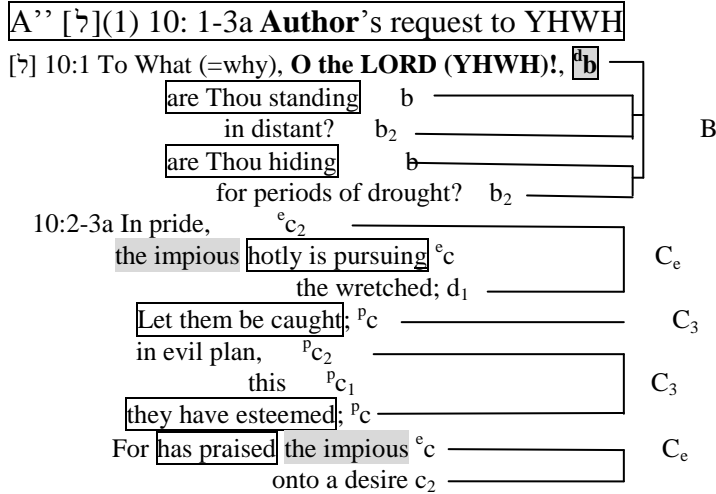 A’’ [ל](1) 10: 1-3a Author’s request to YHWH
[ל] 10:1 To What (=why), O the LORD (YHWH)!, ᵈb
are Thou standing b
in distant? b₂ B
are Thou hiding b
for periods of drought? b₂
10:2-3a In pride, ᵉc₂
the impious hotly is pursuing ᵉc Cₑ
the wretched; d₁
Let them be caught; ᵖc C₃
in evil plan, ᵖc₂
this ᵖc₁ C₃
they have esteemed; ᵖc
For has praised the impious ᵉc Cₑ
onto a desire c₂